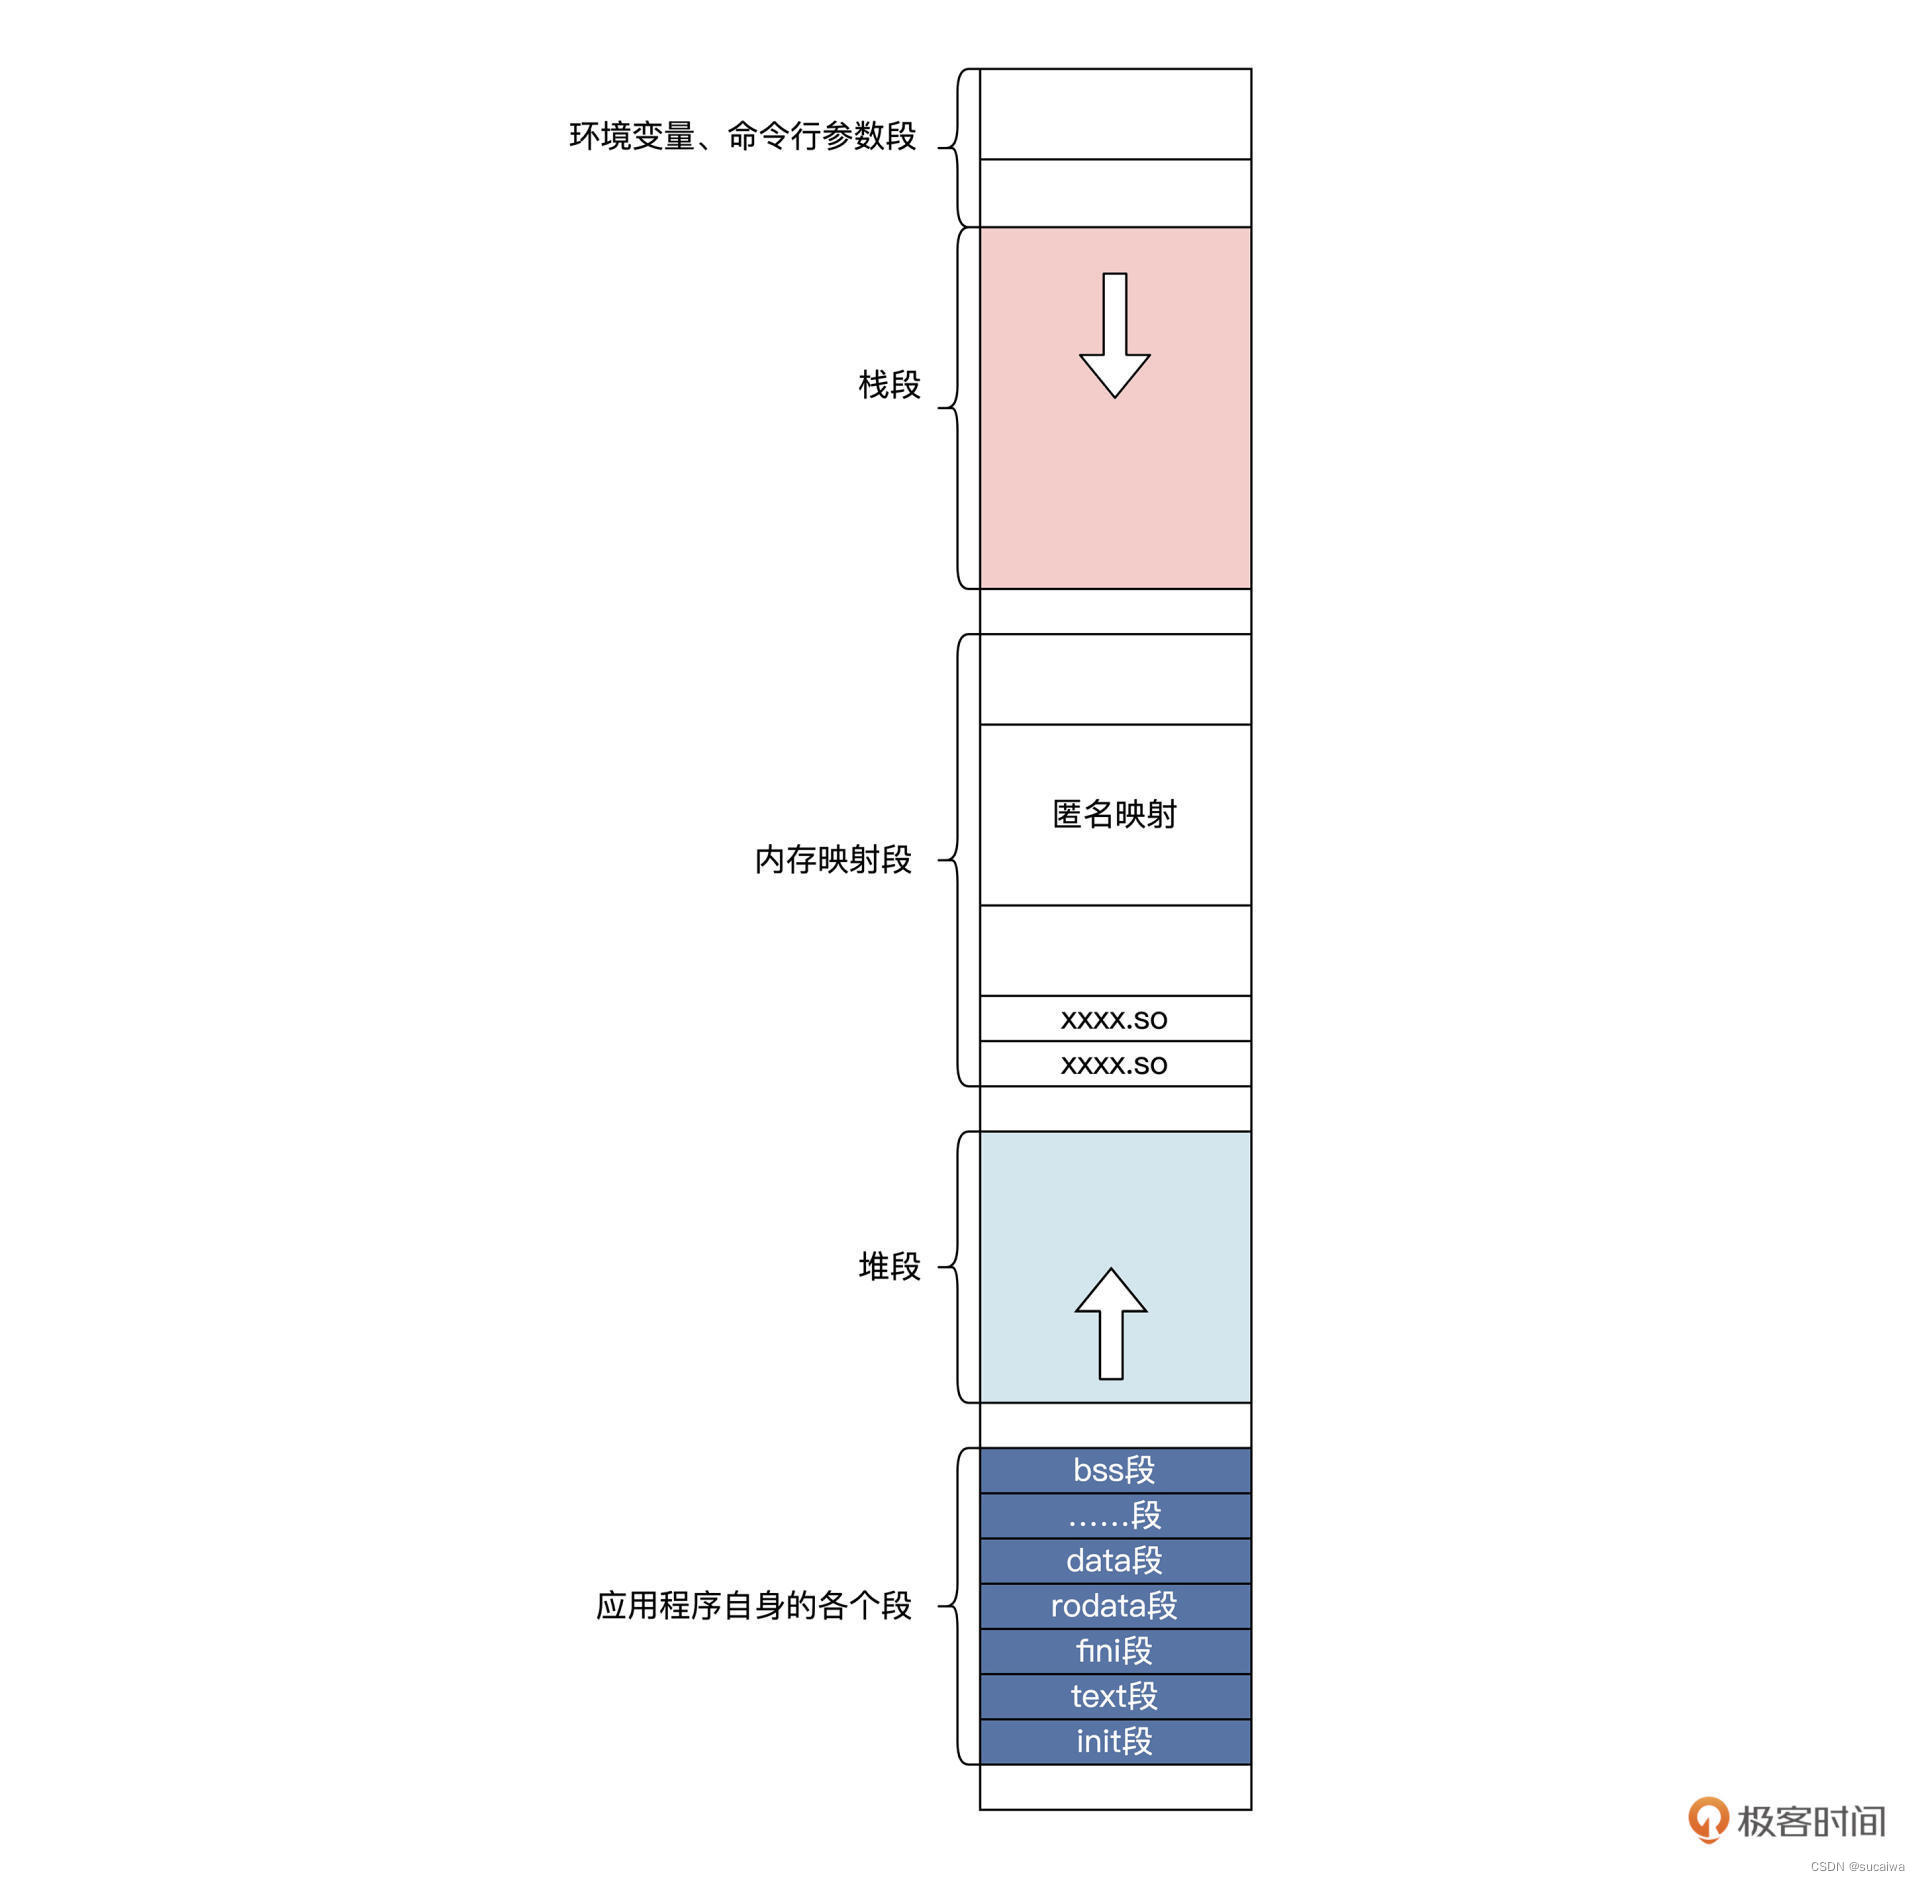 环境变量、命令行参数段
栈段
匿名映射
内存映射段
xxxx.so
xxxx.so
堆段
bss段
......段
data段
rodata段
应用程序自身的各个段
fini段
text段
init段
极客时间
CSDN @sucaiwa